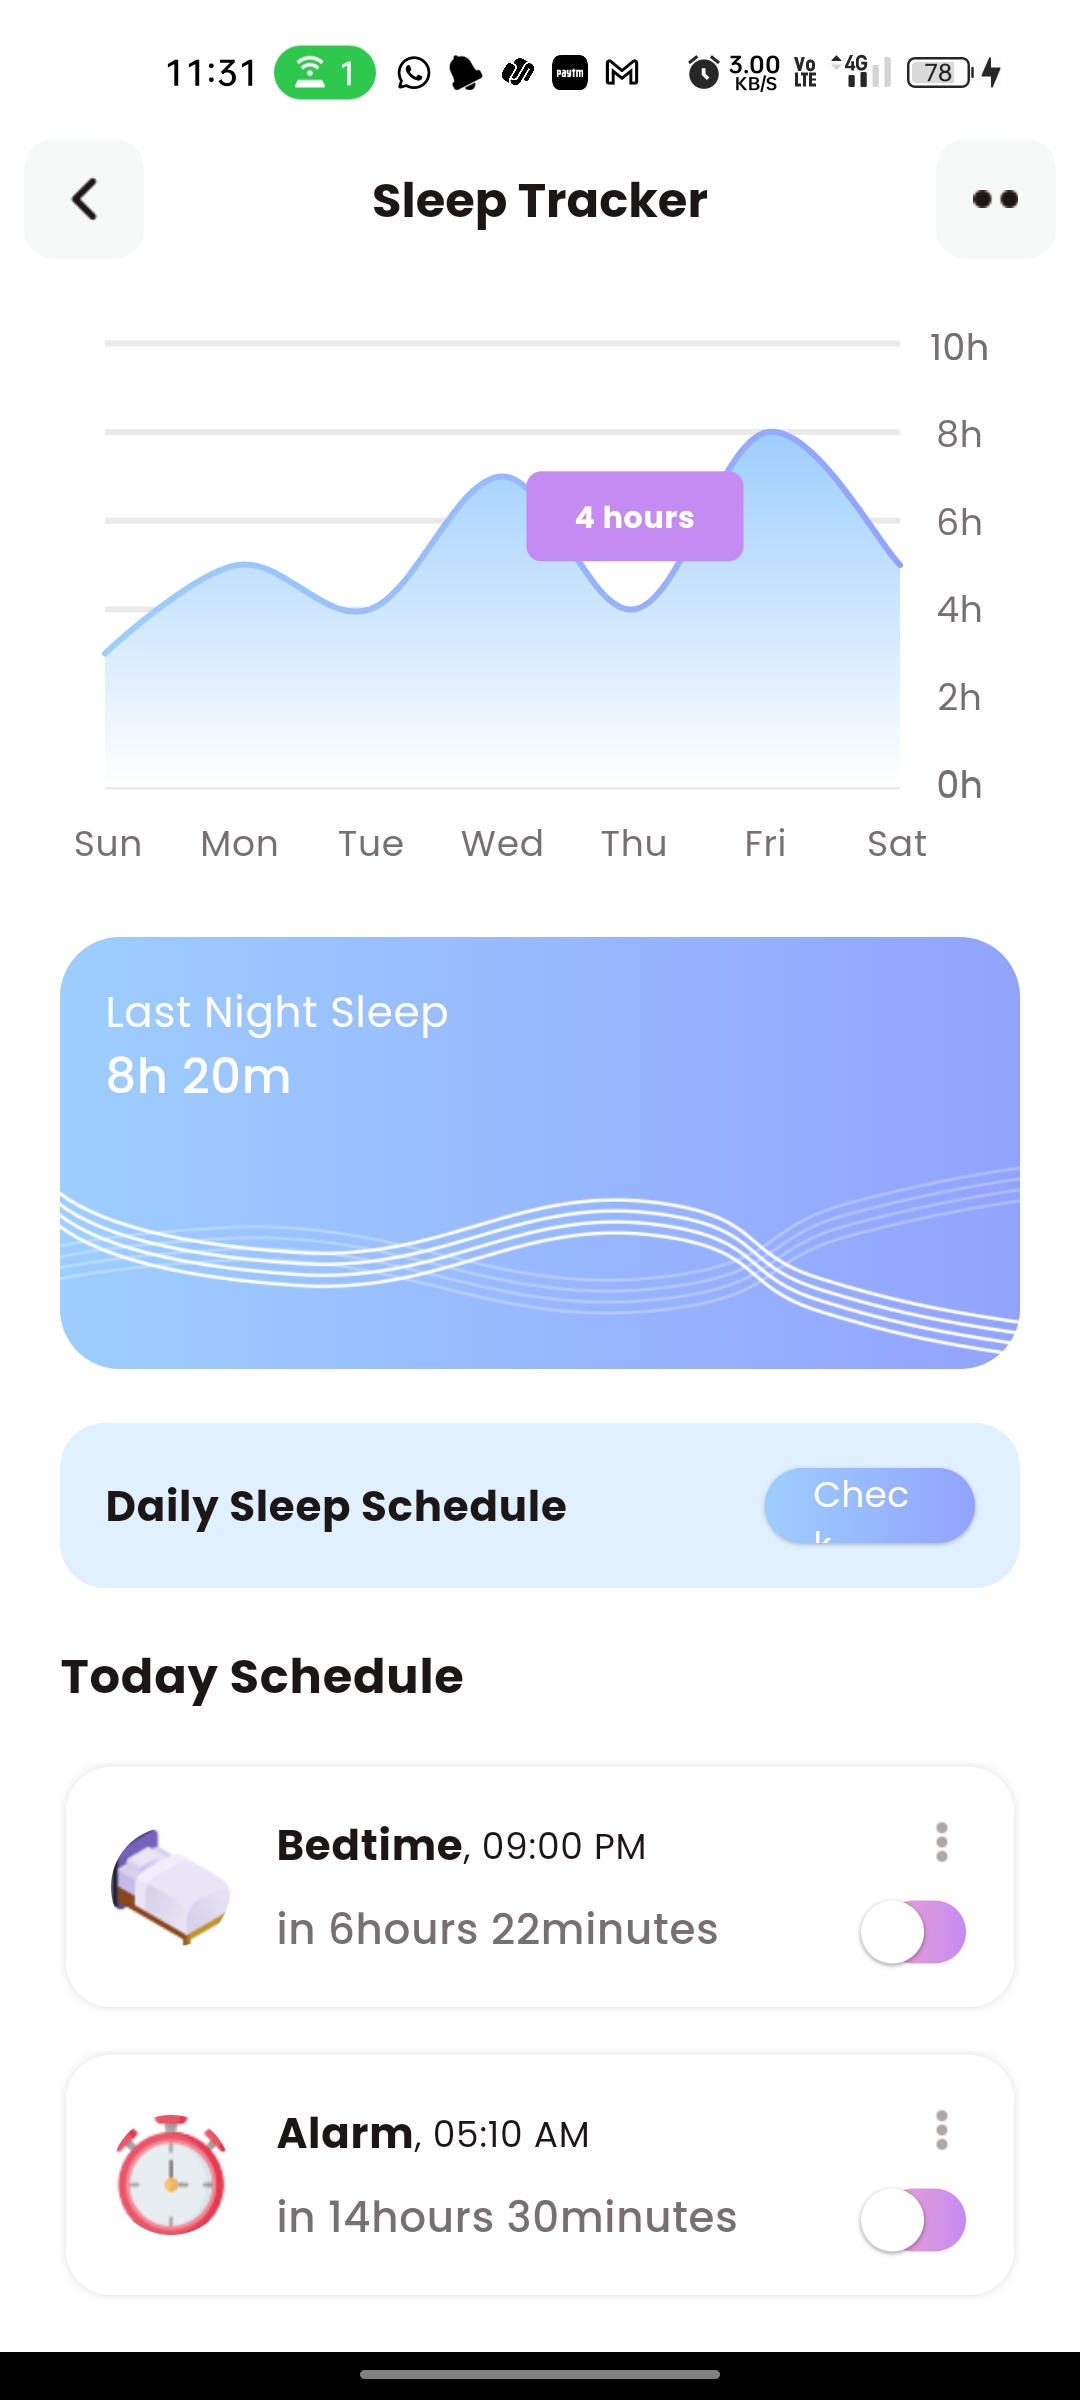 11:31 1 paytm 3.00 KB/S Vo LTE 4G 78
Sleep Tracker
10h
8h
4 hours
6h
4h
2h
0h
Sun Mon Tue Wed Thu Fri Sat
Last Night Sleep
8h 20m
Daily Sleep Schedule
Chec
k
Today Schedule
Bedtime, 09:00 PM
in 6hours 22minutes
Alarm, 05:10 AM
in 14hours 30minutes